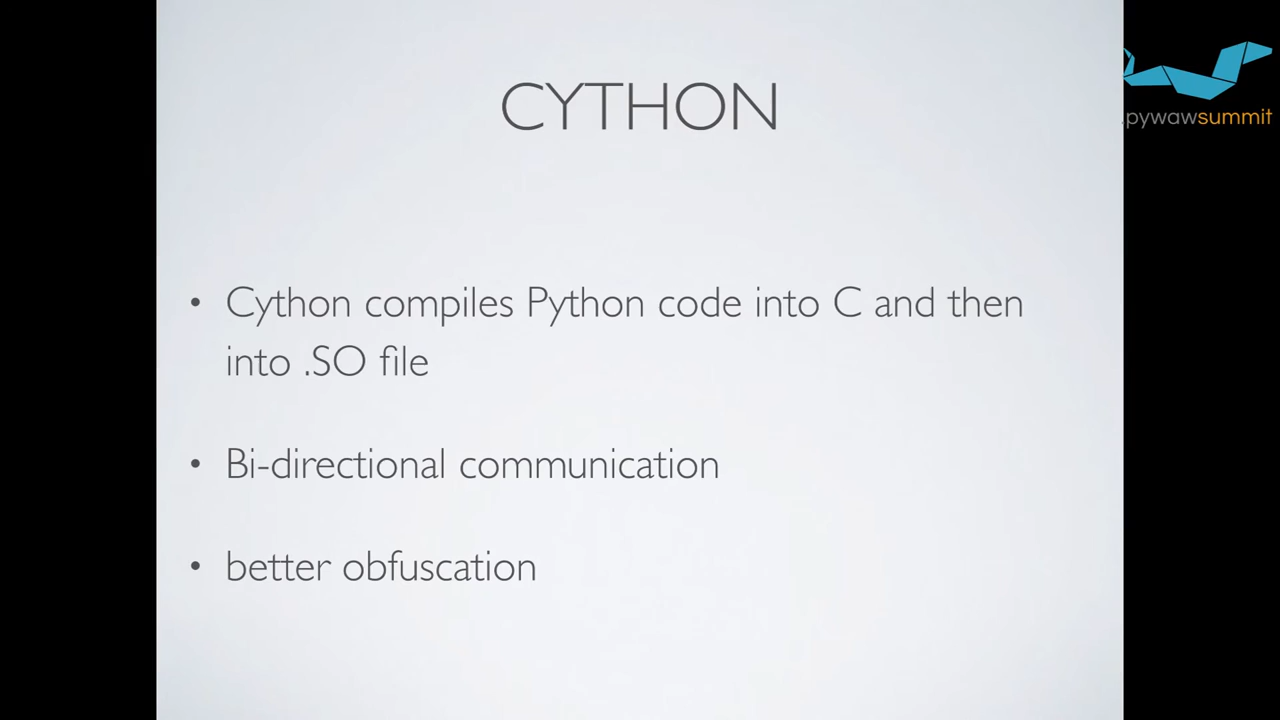 CYTHON
.pywawsummit
• Cython compiles Python code into C and then
into .SO file
• Bi-directional communication
• better obfuscation